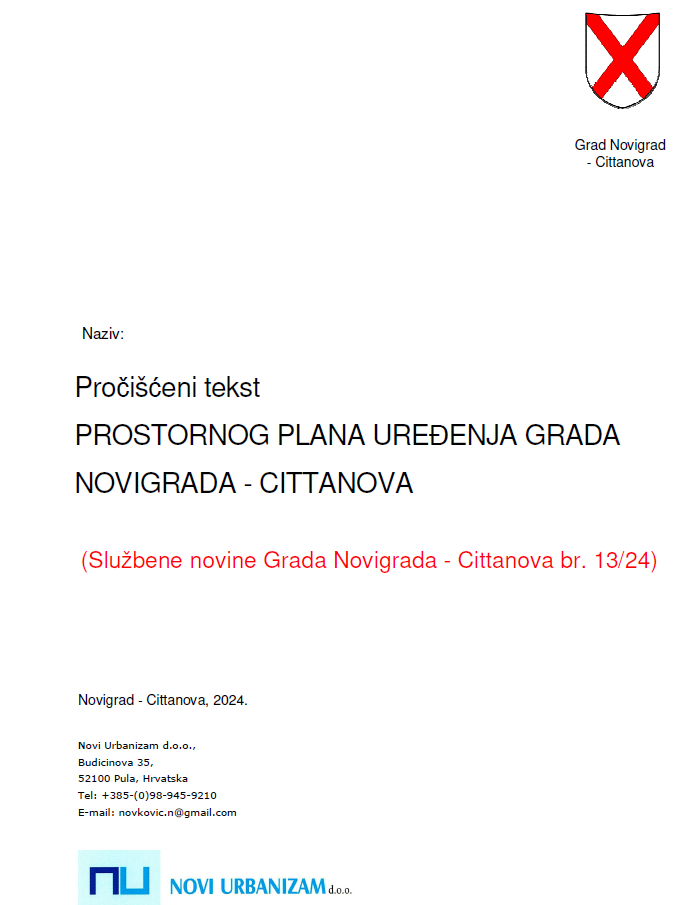 Grad Novigrad
- Cittanova
Naziv:
Pročišćeni tekst
PROSTORNOG PLANA UREĐENJA GRADA
NOVIGRADA - CITTANOVA
(Službene novine Grada Novigrada - Cittanova br. 13/24)
Novigrad - Cittanova, 2024.
Novi Urbanizam d.o.o.,
Budicinova 35,
52100 Pula, Hrvatska
Tel: +385-(0)98-945-9210
E-mail: novkovic.n@gmail.com
nu NOVI URBANIZAM d.o.o.